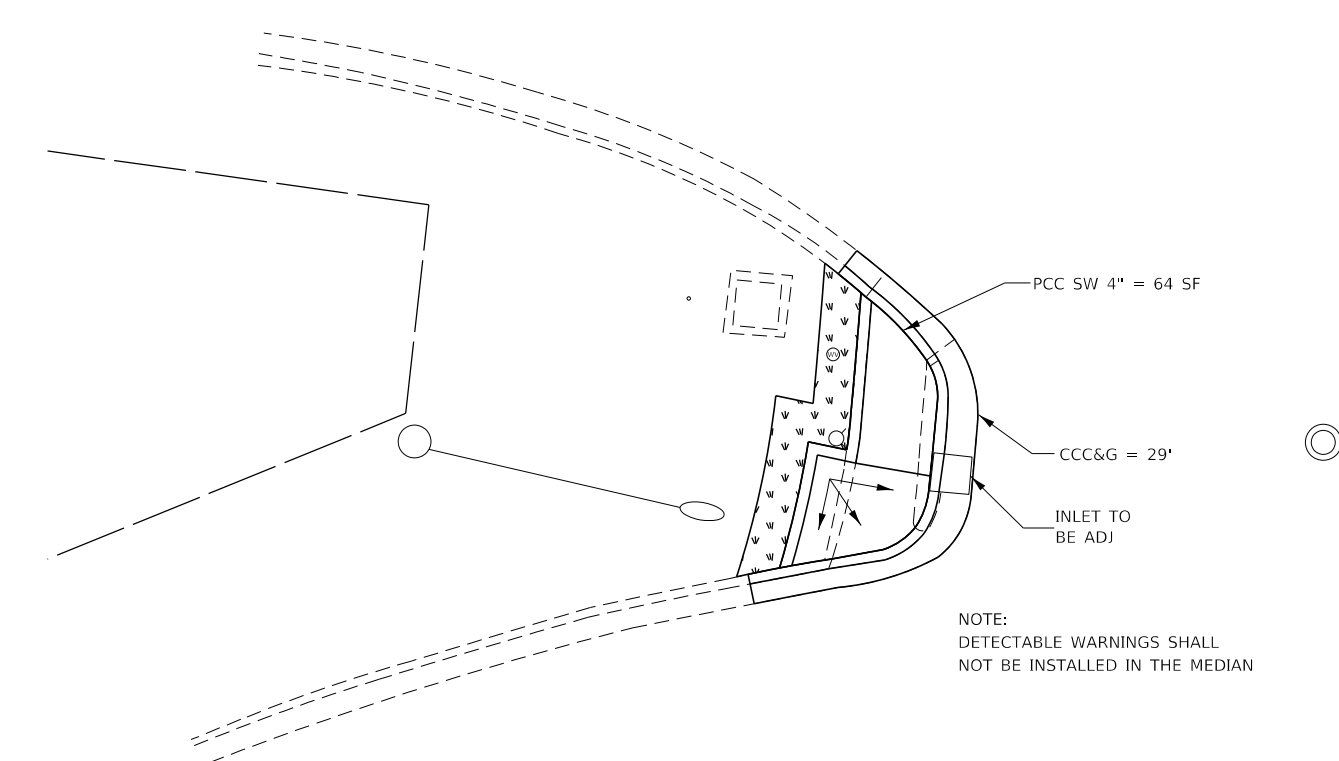 PCC SW 4" = 64 SF
WV
CCC&G = 29'
INLET TO
BE ADJ
NOTE:
DETECTABLE WARNINGS SHALL
NOT BE INSTALLED IN THE MEDIAN